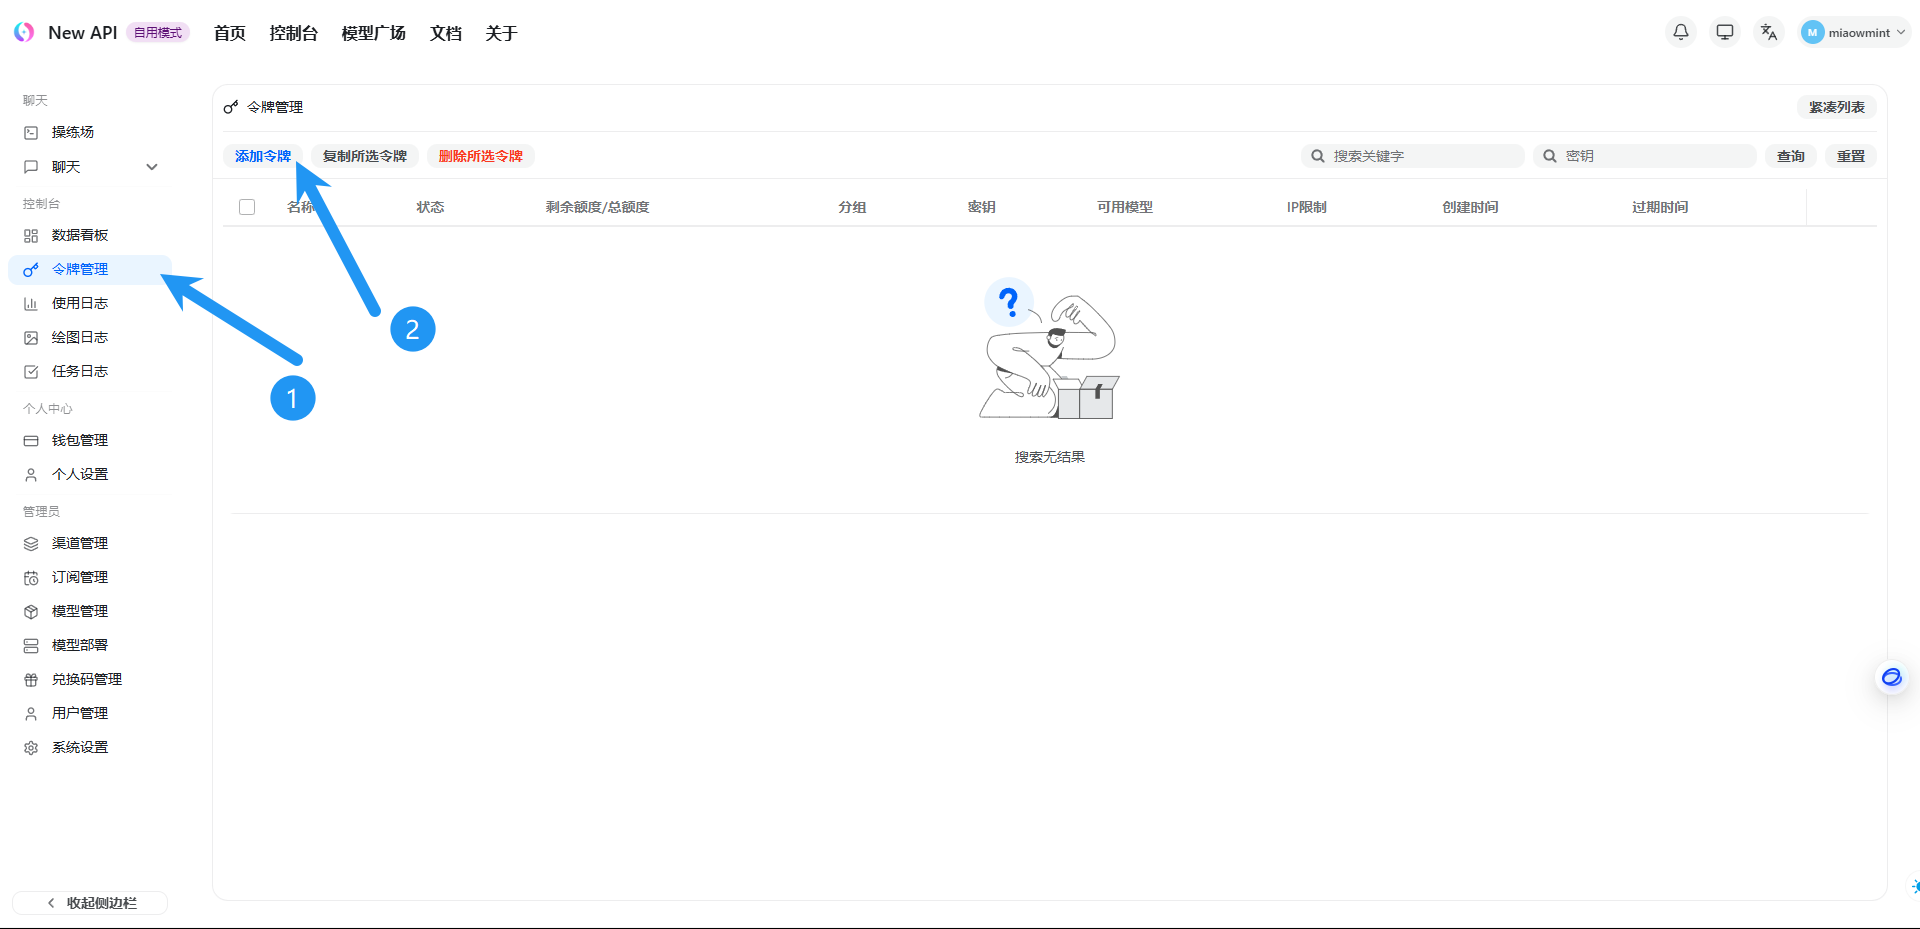 New API 自用模式 首页 控制台 模型广场 文档 关于
M miaowmint
聊天
操练场
聊天
控制台
数据看板
令牌管理
使用日志
绘图日志
任务日志
个人中心
钱包管理
个人设置
管理员
渠道管理
订阅管理
模型管理
模型部署
兑换码管理
用户管理
系统设置
收起侧边栏
令牌管理 紧凑列表
添加令牌 复制所选令牌 删除所选令牌 搜索关键字 密钥 查询 重置
名称 状态 剩余额度/总额度 分组 密钥 可用模型 IP限制 创建时间 过期时间
2
1
?
搜索无结果